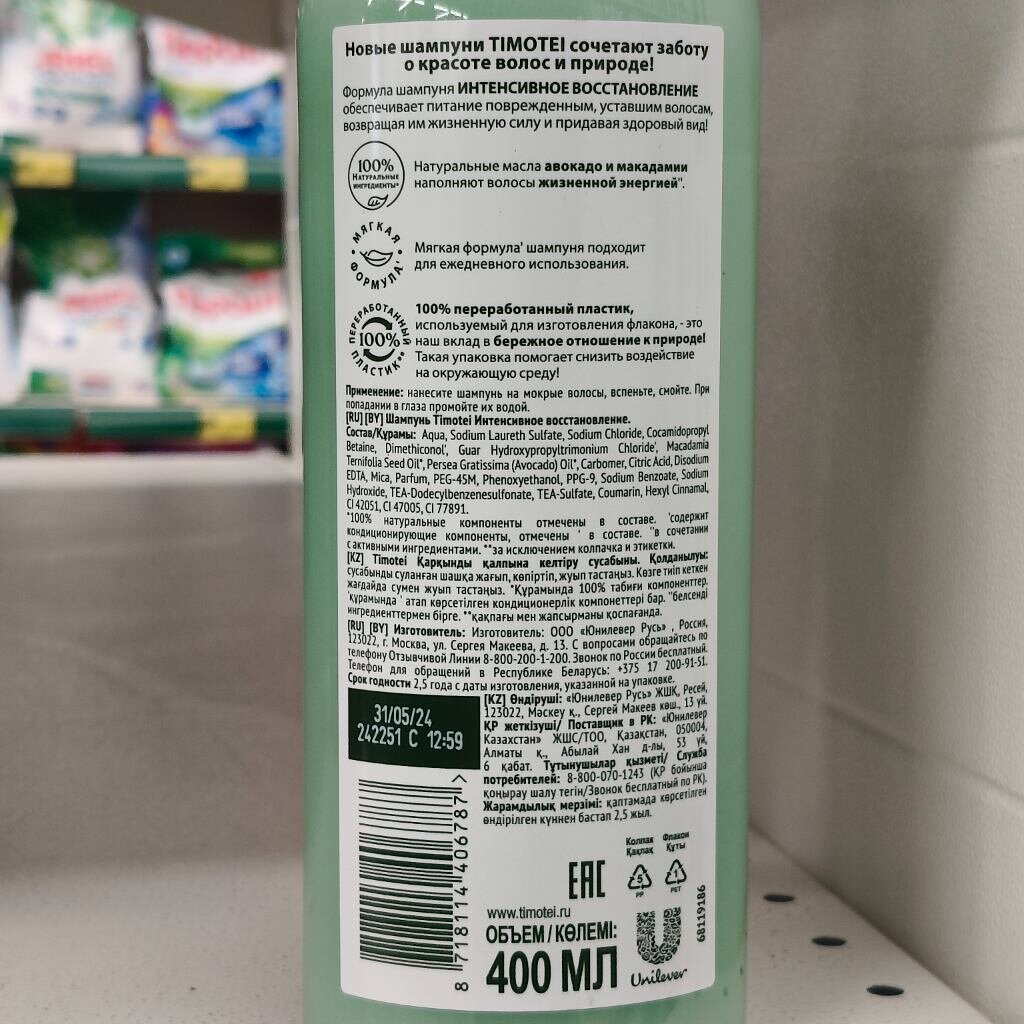 Новые шампуни TIMOTEI сочетают заботу
о красоте волос и природе!
Формула шампуня ИНТЕНСИВНОЕ ВОССТАНОВЛЕНИЕ
обеспечивает питание поврежденным, уставшим волосам,
возвращая им жизненную силу и придавая здоровый вид!
100%
НАТУРАЛЬНЫЕ
ИНГРЕДИЕНТЫ*
Натуральные масла авокадо и макадамии
наполняют волосы жизненной энергией".
МЯГКАЯ
ФОРМУЛА'
Мягкая формула' шампуня подходит
для ежедневного использования.
ПЕРЕРАБОТАННЫЙ
100%
ПЛАСТИК**
100% переработанный пластик,
используемый для изготовления флакона, - это
наш вклад в бережное отношение к природе!
Такая упаковка помогает снизить воздействие
на окружающую среду!
Применение: нанесите шампунь на мокрые волосы, вспеньте, смойте. При
попадании в глаза промойте их водой.
[RU] [BY] Шампунь Timotei Интенсивное восстановление.
Состав/Құрамы: Aqua, Sodium Laureth Sulfate, Sodium Chloride, Cocamidopropyl
Betaine, Dimethiconol', Guar Hydroxypropyltrimonium Chloride', Macadamia
Ternifolia Seed Oil*, Persea Gratissima (Avocado) Oil*, Carbomer, Citric Acid, Disodium
EDTA, Mica, Parfum, PEG-45M, Phenoxyethanol, PPG-9, Sodium Benzoate, Sodium
Hydroxide, TEA-Dodecylbenzenesulfonate, TEA-Sulfate, Coumarin, Hexyl Cinnamal,
CI 42051, CI 47005, CI 77891.
*100% натуральные компоненты отмечены в составе. 'содержит
кондиционирующие компоненты, отмечены ' в составе. "в сочетании
с активными ингредиентами. **за исключением колпачка и этикетки.
[KZ] Timotei Қарқынды қалпына келтіру сусабыны. Қолданылуы:
сусабынды суланған шашқа жағып, көпіртіп, жуып тастаңыз. Көзге тиіп кеткен
жағдайда сумен жуып тастаңыз. *Құрамында 100% табиғи компоненттер.
'құрамында ' атап көрсетілген кондиционерлік компонеттері бар. "белсенді
ингредиенттермен бірге. **қақпағы мен жапсырманы қоспағанда.
[RU] [BY] Изготовитель: Изготовитель: ООО «Юнилевер Русь» , Россия,
123022, г. Москва, ул. Сергея Макеева, д. 13. С вопросами обращайтесь по
телефону Отзывчивой Линии 8-800-200-1-200. Звонок по России бесплатный.
Телефон для обращений в Республике Беларусь: +375 17 200-91-51.
Срок годности 2,5 года с даты изготовления, указанной на упаковке.
31/05/24
242251 C 12:59
[KZ] Өндіруші: «Юнилевер Русь» ЖШҚ, Ресей,
123022, Мәскеу қ., Сергей Макеев көш., 13 үй.
ҚР жеткізуші/ Поставщик в РК: «Юнилевер
Казахстан» ЖШС/ТОО, Қазақстан, 050004,
Алматы қ., Абылай Хан д-лы, 53 үй,
6 қабат. Тұтынушылар қызметі/ Служба
потребителей: 8-800-070-1243 (ҚР бойынша
қоңырау шалу тегін/Звонок бесплатный по РК).
Жарамдылық мерзімі: қаптамада көрсетілген
өндірілген күннен бастап 2,5 жыл.
8 718114 406787 >
Колпак
Қақпақ
Флакон
Құты
EAC
5
PP
1
PET
www.timotei.ru
ОБЪЕМ / КӨЛЕМІ:
400 МЛ
Unilever
68119186